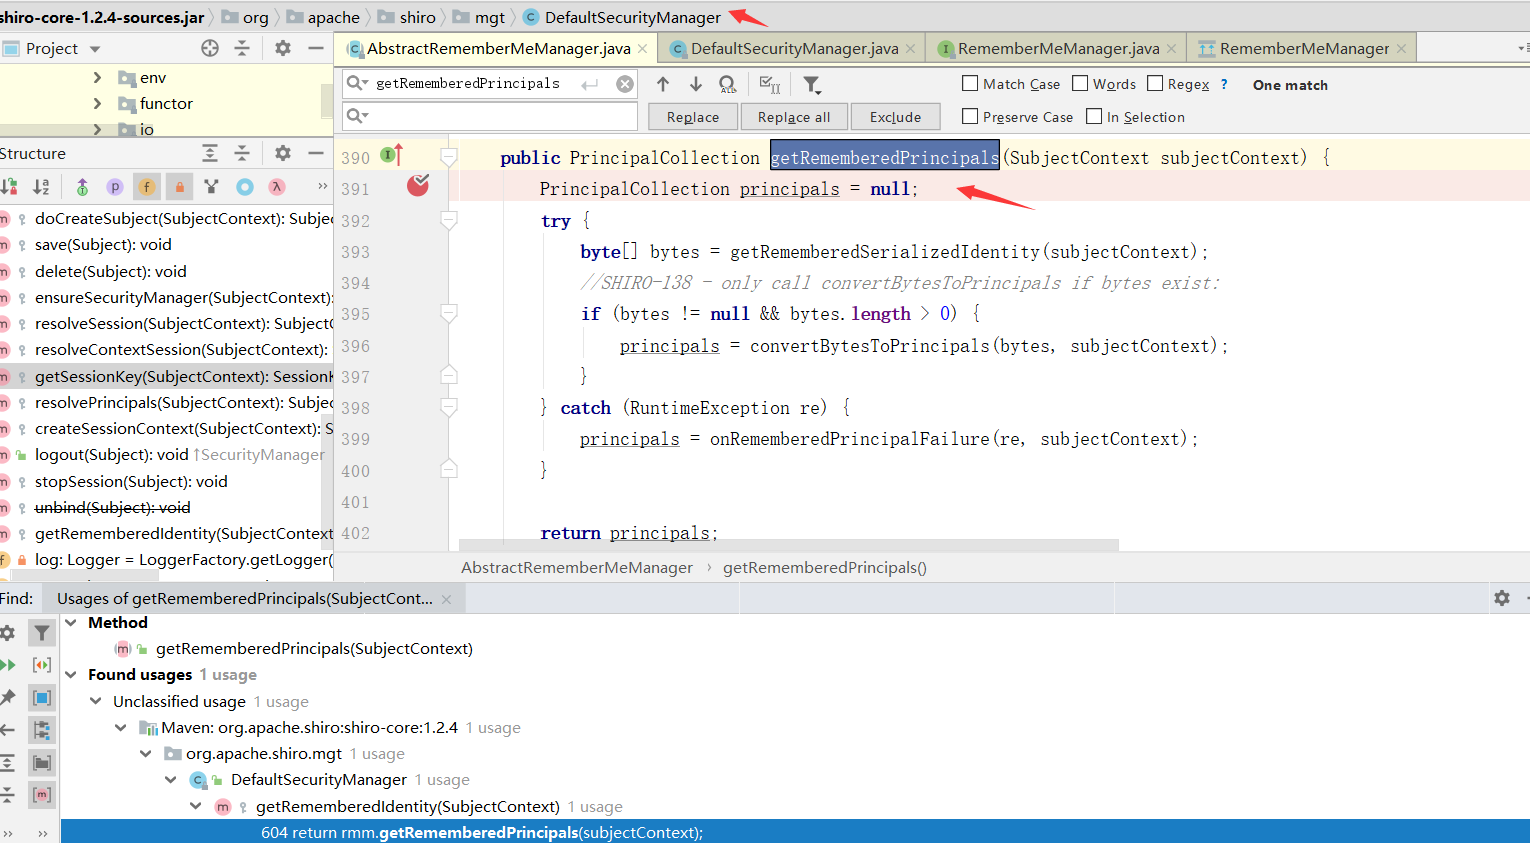 shiro-core-1.2.4-sources.jar org apache shiro mgt DefaultSecurityManager
Project
AbstractRememberMeManager.java DefaultSecurityManager.java RememberMeManager.java RememberMeManager
env
functor
io
getRememberedPrincipals Match Case Words Regex ? One match
Replace Replace all Exclude Preserve Case In Selection
Structure
doCreateSubject(SubjectContext): Subjec
save(Subject): void
delete(Subject): void
ensureSecurityManager(SubjectContext):
resolveSession(SubjectContext): SubjectC
resolveContextSession(SubjectContext):
getSessionKey(SubjectContext): SessionK
resolvePrincipals(SubjectContext): Subjec
createSessionContext(SubjectContext): S
logout(Subject): void ↑SecurityManager
stopSession(Subject): void
unbind(Subject): void
getRememberedIdentity(SubjectContext
log: Logger = LoggerFactory.getLogger(
390 public PrincipalCollection getRememberedPrincipals(SubjectContext subjectContext) {
391 PrincipalCollection principals = null;
392 try {
393 byte[] bytes = getRememberedSerializedIdentity(subjectContext);
394 //SHIRO-138 - only call convertBytesToPrincipals if bytes exist:
395 if (bytes != null && bytes.length > 0) {
396 principals = convertBytesToPrincipals(bytes, subjectContext);
397 }
398 } catch (RuntimeException re) {
399 principals = onRememberedPrincipalFailure(re, subjectContext);
400 }
401
402 return principals;
AbstractRememberMeManager › getRememberedPrincipals()
Find: Usages of getRememberedPrincipals(SubjectCont...
Method
getRememberedPrincipals(SubjectContext)
Found usages 1 usage
Unclassified usage 1 usage
Maven: org.apache.shiro:shiro-core:1.2.4 1 usage
org.apache.shiro.mgt 1 usage
DefaultSecurityManager 1 usage
getRememberedIdentity(SubjectContext) 1 usage
604 return rmm.getRememberedPrincipals(subjectContext);